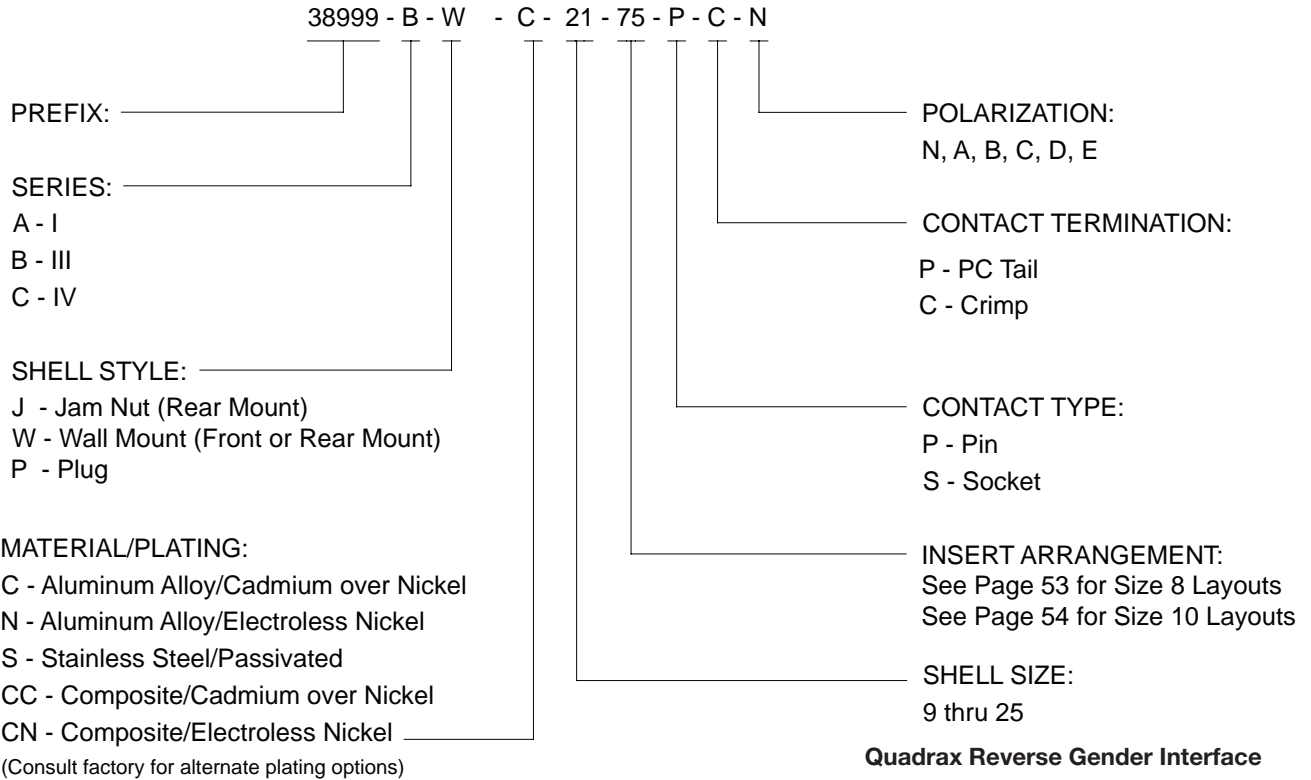 38999 - B - W - C - 21 - 75 - P - C - N
PREFIX:
SERIES:
A - I
B - III
C - IV
SHELL STYLE:
J - Jam Nut (Rear Mount)
W - Wall Mount (Front or Rear Mount)
P - Plug
MATERIAL/PLATING:
C - Aluminum Alloy/Cadmium over Nickel
N - Aluminum Alloy/Electroless Nickel
S - Stainless Steel/Passivated
CC - Composite/Cadmium over Nickel
CN - Composite/Electroless Nickel
(Consult factory for alternate plating options)
POLARIZATION:
N, A, B, C, D, E
CONTACT TERMINATION:
P - PC Tail
C - Crimp
CONTACT TYPE:
P - Pin
S - Socket
INSERT ARRANGEMENT:
See Page 53 for Size 8 Layouts
See Page 54 for Size 10 Layouts
SHELL SIZE:
9 thru 25
Quadrax Reverse Gender Interface